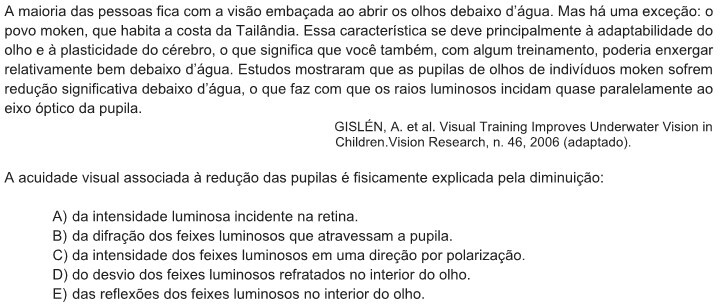 A maioria das pessoas fica com a visão embaçada ao abrir os olhos debaixo d’água. Mas há uma exceção: o
povo moken, que habita a costa da Tailândia. Essa característica se deve principalmente à adaptabilidade do
olho e à plasticidade do cérebro, o que significa que você também, com algum treinamento, poderia enxergar
relativamente bem debaixo d’água. Estudos mostraram que as pupilas de olhos de indivíduos moken sofrem
redução significativa debaixo d’água, o que faz com que os raios luminosos incidam quase paralelamente ao
eixo óptico da pupila.
GISLÉN, A. et al. Visual Training Improves Underwater Vision in
Children.Vision Research, n. 46, 2006 (adaptado).
A acuidade visual associada à redução das pupilas é fisicamente explicada pela diminuição:
A) da intensidade luminosa incidente na retina.
B) da difração dos feixes luminosos que atravessam a pupila.
C) da intensidade dos feixes luminosos em uma direção por polarização.
D) do desvio dos feixes luminosos refratados no interior do olho.
E) das reflexões dos feixes luminosos no interior do olho.